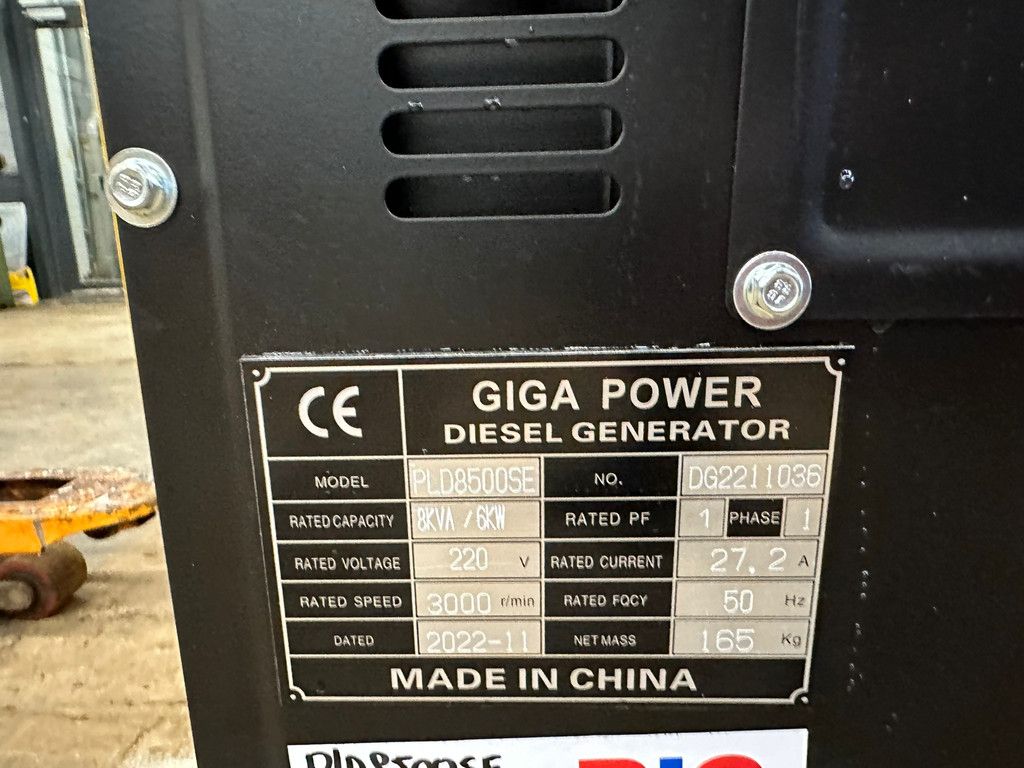 CE
GIGA POWER
DIESEL GENERATOR
MODEL PLD8500SE NO. DG2211036
RATED CAPACITY 8KVA / 6KW RATED PF 1 PHASE 1
RATED VOLTAGE 220 V RATED CURRENT 27.2 A
RATED SPEED 3000 r/min RATED FQCY 50 Hz
DATED 2022-11 NET MASS 165 Kg
MADE IN CHINA
PLD8500SE